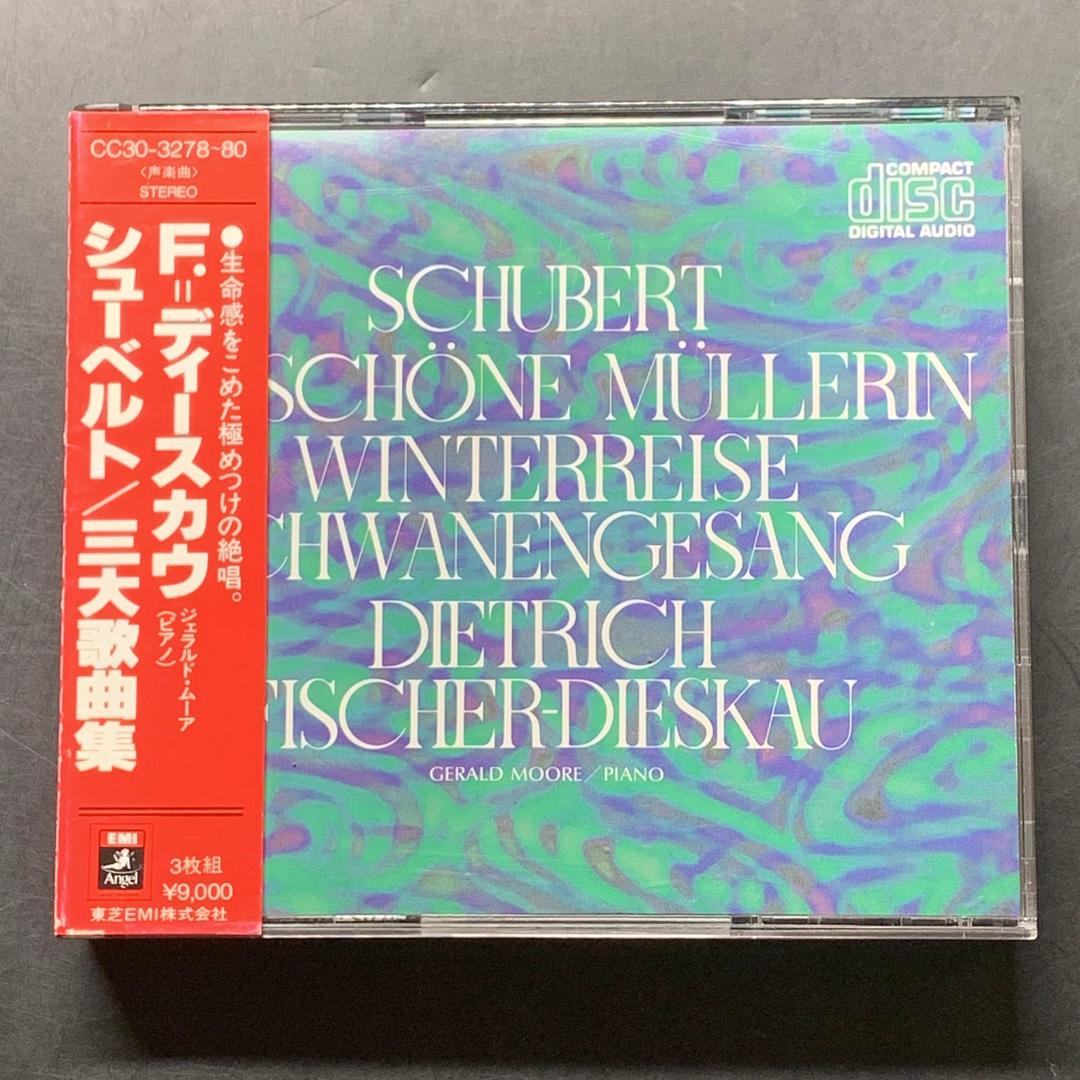 CC30-3278~80
〈声楽曲〉
STEREO
●生命感をこめた極めつけの絶唱。
F.=ディースカウ
ジェラルド・ムーア
(ピアノ)
シューベルト/三大歌曲集
EMI
Angel
3枚組
¥9,000
東芝EMI株式会社
COMPACT
disc
DIGITAL AUDIO
SCHUBERT
SCHÖNE MÜLLERIN
WINTERREISE
CHWANENGESANG
DIETRICH
FISCHER-DIESKAU
GERALD MOORE/PIANO